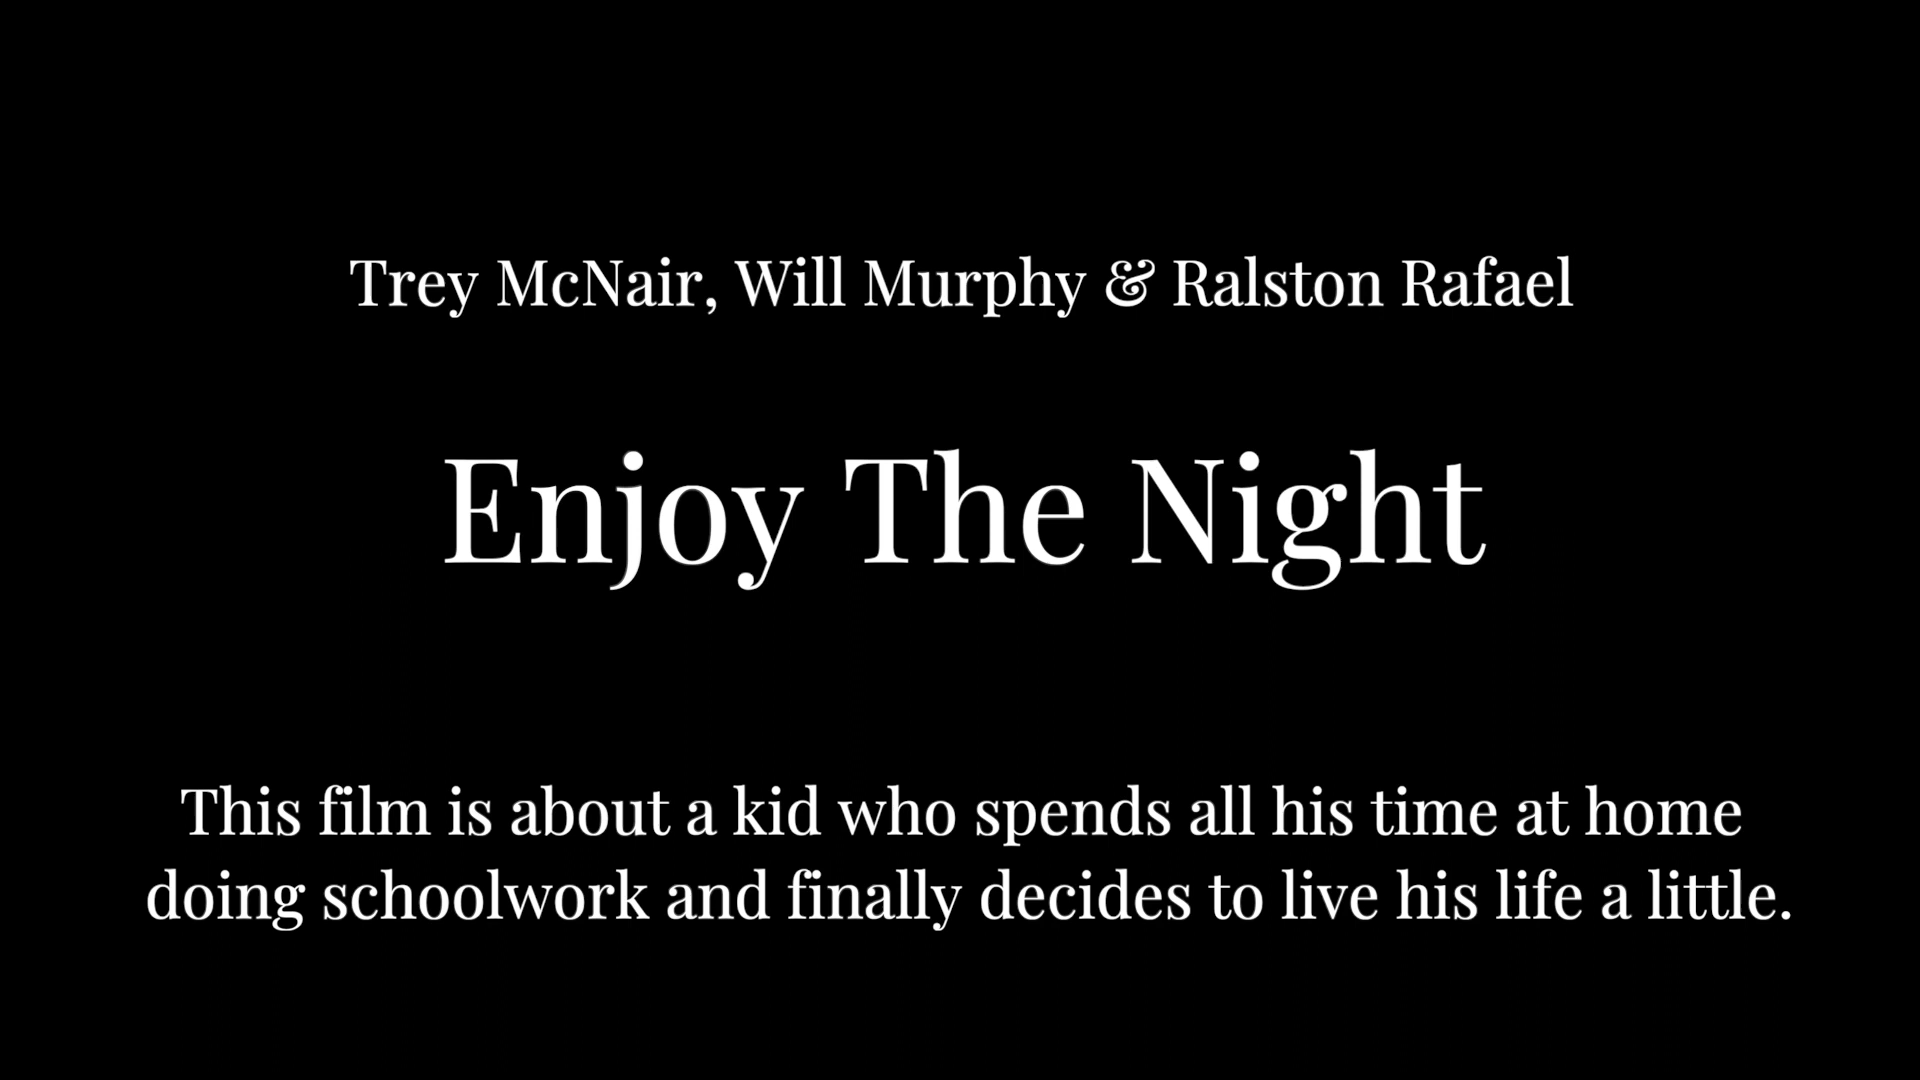 Trey McNair, Will Murphy & Ralston Rafael
Enjoy The Night
This film is about a kid who spends all his time at home
doing schoolwork and finally decides to live his life a little.